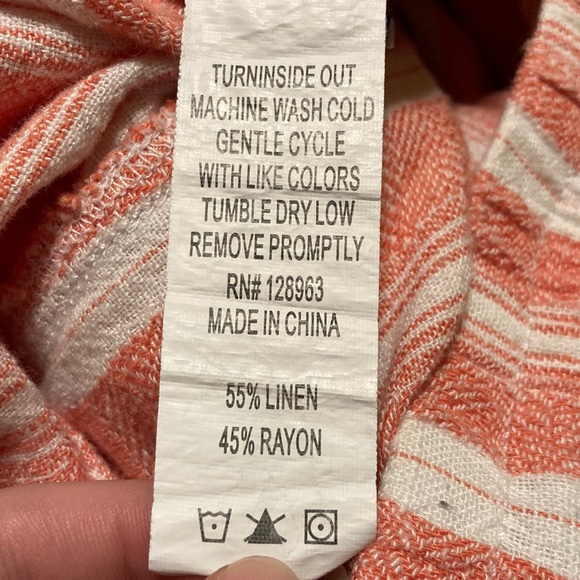 TURNINSIDE OUT
MACHINE WASH COLD
GENTLE CYCLE
WITH LIKE COLORS
TUMBLE DRY LOW
REMOVE PROMPTLY
RN# 128963
MADE IN CHINA
55% LINEN
45% RAYON